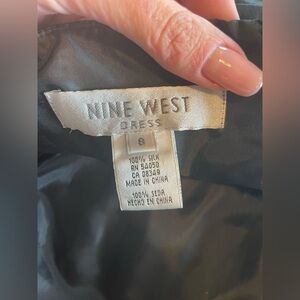 NINE WEST
DRESS
8
100% SILK
RN 54050
CA 08349
MADE IN CHINA
100% SEDA
HECHO EN CHINA